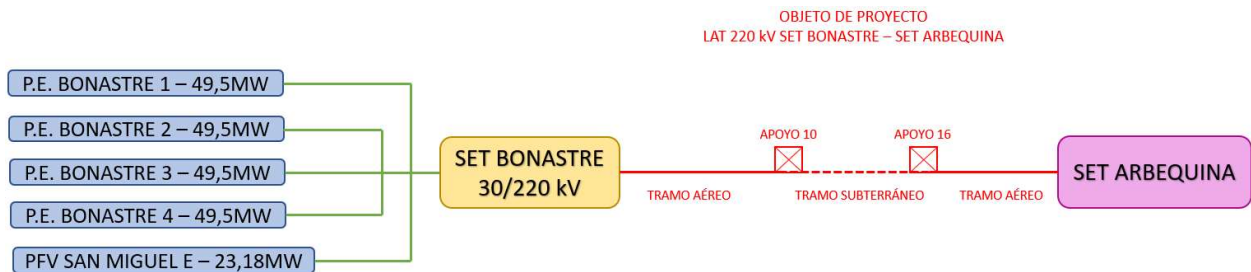 OBJETO DE PROYECTO
LAT 220 kV SET BONASTRE – SET ARBEQUINA
P.E. BONASTRE 1 – 49,5MW
P.E. BONASTRE 2 – 49,5MW
P.E. BONASTRE 3 – 49,5MW
P.E. BONASTRE 4 – 49,5MW
PFV SAN MIGUEL E – 23,18MW
SET BONASTRE
30/220 kV
APOYO 10
APOYO 16
TRAMO AÉREO
TRAMO SUBTERRÁNEO
TRAMO AÉREO
SET ARBEQUINA